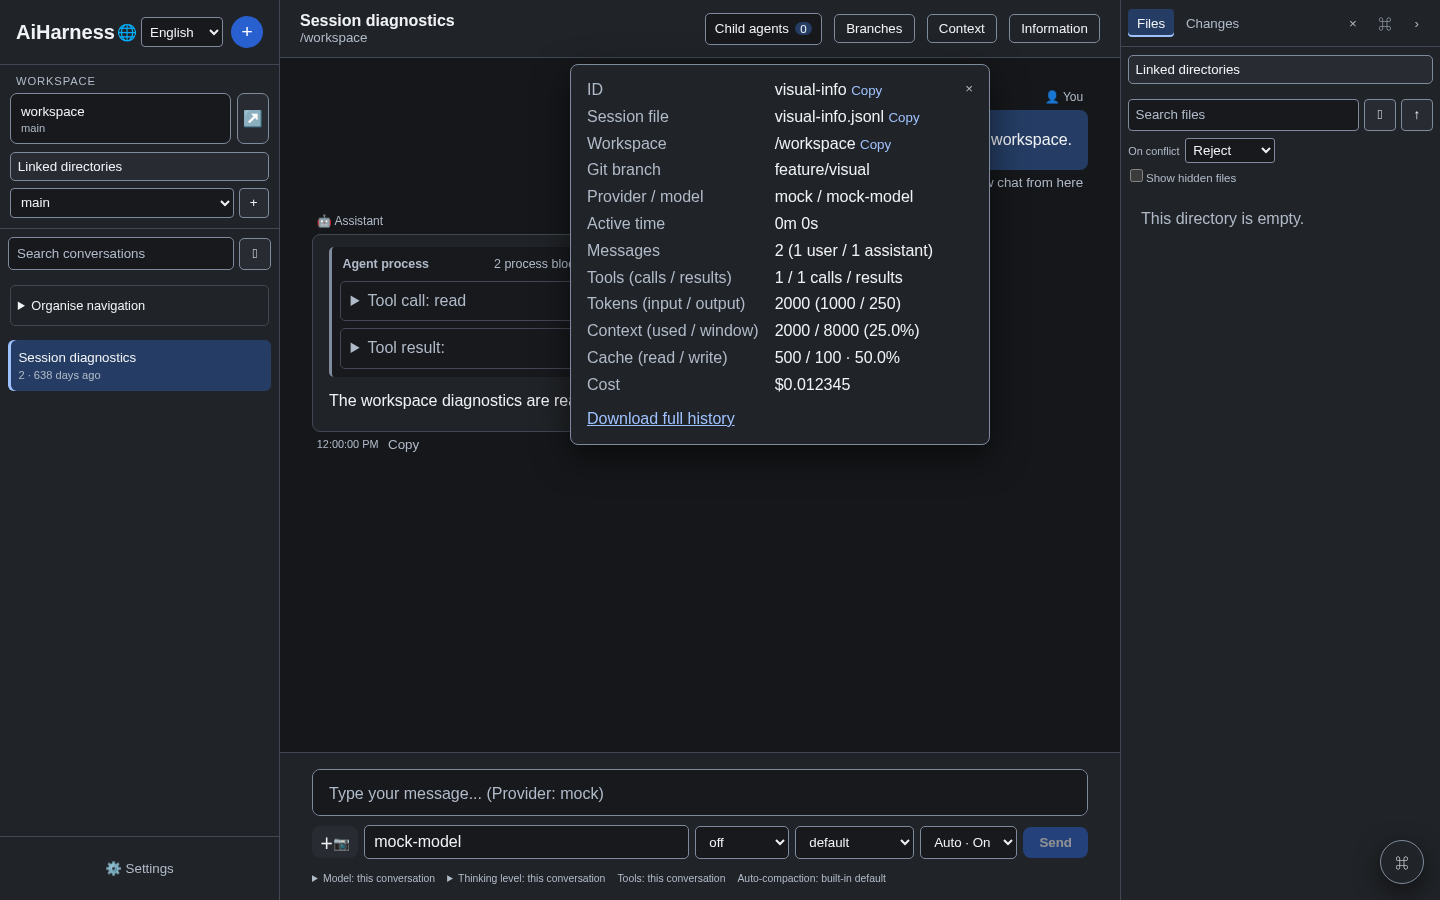 AiHarness
English
+
WORKSPACE
workspace
main
Linked directories
main
+
Search conversations
Organise navigation
Session diagnostics
2 · 638 days ago
Settings
Session diagnostics
/workspace
Child agents 0
Branches
Context
Information
You
workspace.
chat from here
Assistant
Agent process
2 process
Tool call: read
Tool result:
The workspace diagnostics are
12:00:00 PM Copy
ID visual-info Copy ×
Session file visual-info.jsonl Copy
Workspace /workspace Copy
Git branch feature/visual
Provider / model mock / mock-model
Active time 0m 0s
Messages 2 (1 user / 1 assistant)
Tools (calls / results) 1 / 1 calls / results
Tokens (input / output) 2000 (1000 / 250)
Context (used / window) 2000 / 8000 (25.0%)
Cache (read / write) 500 / 100 · 50.0%
Cost $0.012345
Download full history
Type your message... (Provider: mock)
+
mock-model
off
default
Auto · On
Send
Model: this conversation Thinking level: this conversation Tools: this conversation Auto-compaction: built-in default
Files
Changes
× ⌘ ›
Linked directories
Search files
↑
On conflict Reject
Show hidden files
This directory is empty.
⌘